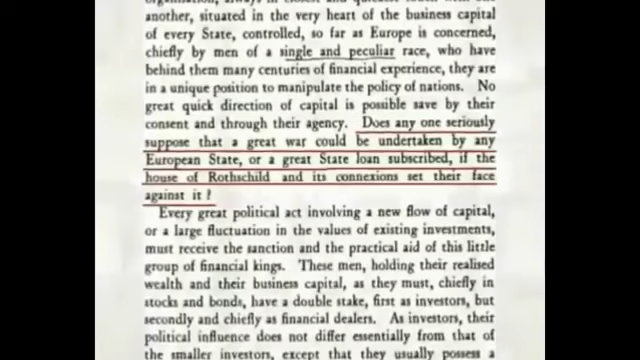 another, situated in the very heart of the business capital
of every State, controlled, so far as Europe is concerned,
chiefly by men of a single and peculiar race, who have
behind them many centuries of financial experience, they are
in a unique position to manipulate the policy of nations. No
great quick direction of capital is possible save by their
consent and through their agency. Does any one seriously
suppose that a great war could be undertaken by any
European State, or a great State loan subscribed, if the
house of Rothschild and its connexions set their face
against it ?
Every great political act involving a new flow of capital,
or a large fluctuation in the values of existing investments,
must receive the sanction and the practical aid of this little
group of financial kings. These men, holding their realised
wealth and their business capital, as they must, chiefly in
stocks and bonds, have a double stake, first as investors, but
secondly and chiefly as financial dealers. As investors, their
political influence does not differ essentially from that of
the smaller investors, except that they usually possess a